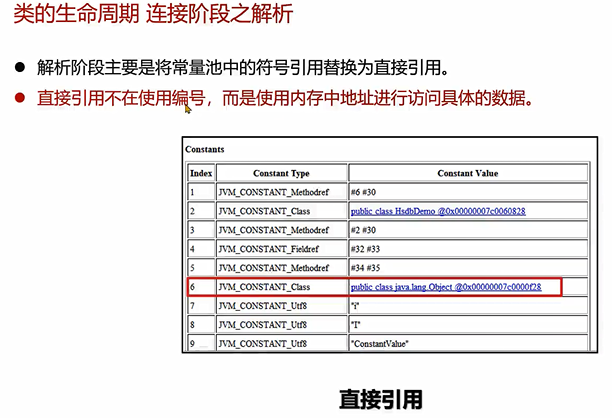 类的生命周期 连接阶段之解析
● 解析阶段主要是将常量池中的符号引用替换为直接引用。
● 直接引用不在使用编号，而是使用内存中地址进行访问具体的数据。
Constants
Index Constant Type Constant Value
1 JVM_CONSTANT_Methodref #6 #30
2 JVM_CONSTANT_Class public class HsdbDemo @0x00000007c0060828
3 JVM_CONSTANT_Methodref #2 #30
4 JVM_CONSTANT_Fieldref #32 #33
5 JVM_CONSTANT_Methodref #34 #35
6 JVM_CONSTANT_Class public class java.lang.Object @0x00000007c0000f28
7 JVM_CONSTANT_Utf8 "i"
8 JVM_CONSTANT_Utf8 "I"
9 JVM_CONSTANT_Utf8 "ConstantValue"
直接引用